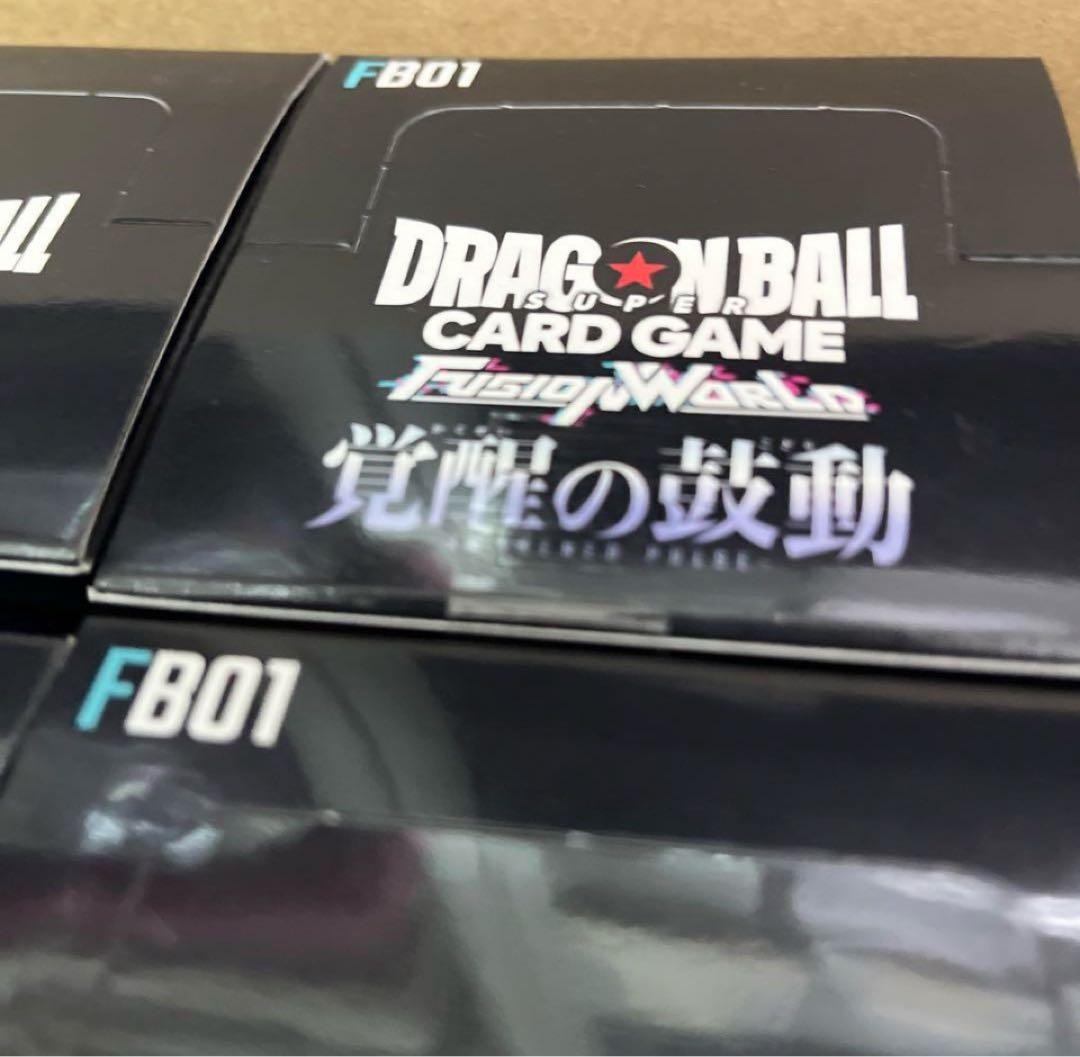 FB01
DRAGON BALL
SUPER
CARD GAME
FUSION WORLD
覚醒の鼓動
FB01